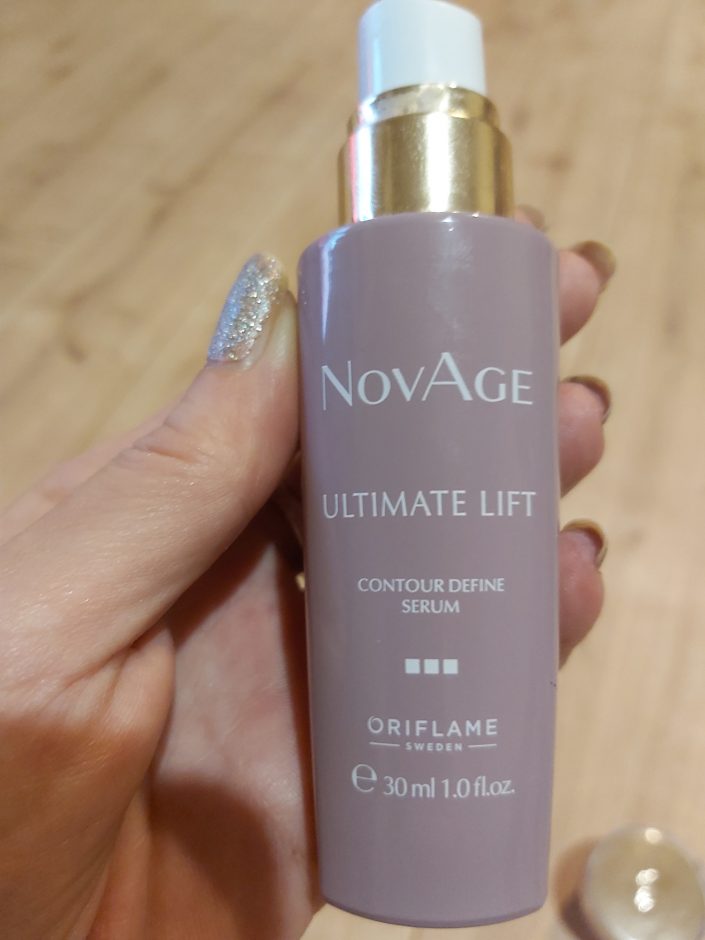 NOVAGE
ULTIMATE LIFT
CONTOUR DEFINE
SERUM
ORIFLAME
SWEDEN
℮ 30 ml 1.0 fl.oz.